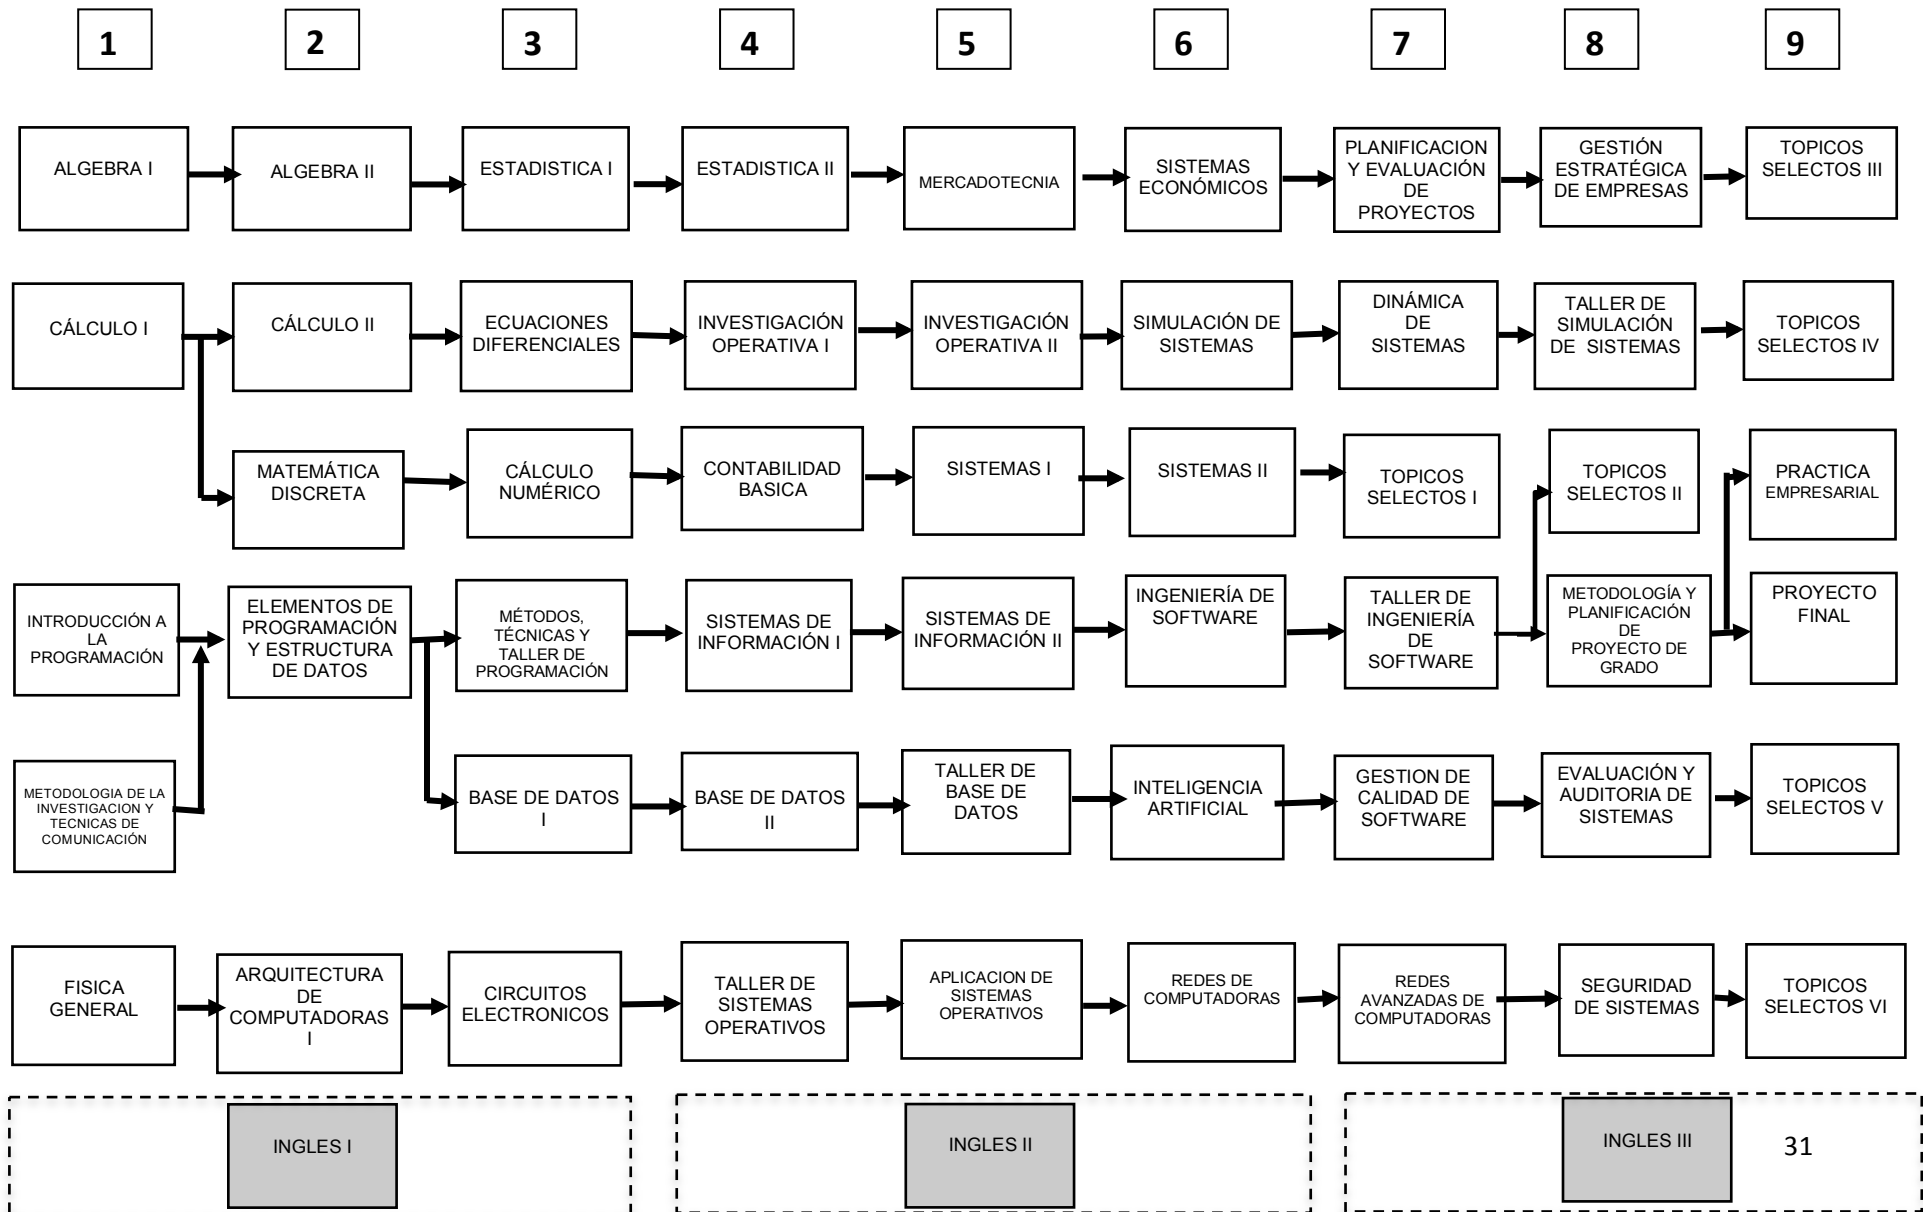 1
2
3
4
5
6
7
8
9
ALGEBRA I
ALGEBRA II
ESTADISTICA I
ESTADISTICA II
MERCADOTECNIA
SISTEMAS
ECONÓMICOS
PLANIFICACION
Y EVALUACIÓN
DE
PROYECTOS
GESTIÓN
ESTRATÉGICA
DE EMPRESAS
TOPICOS
SELECTOS III
CÁLCULO I
CÁLCULO II
ECUACIONES
DIFERENCIALES
INVESTIGACIÓN
OPERATIVA I
INVESTIGACIÓN
OPERATIVA II
SIMULACIÓN DE
SISTEMAS
DINÁMICA
DE
SISTEMAS
TALLER DE
SIMULACIÓN
DE SISTEMAS
TOPICOS
SELECTOS IV
MATEMÁTICA
DISCRETA
CÁLCULO
NUMÉRICO
CONTABILIDAD
BASICA
SISTEMAS I
SISTEMAS II
TOPICOS
SELECTOS I
TOPICOS
SELECTOS II
PRACTICA
EMPRESARIAL
INTRODUCCIÓN A
LA
PROGRAMACIÓN
ELEMENTOS DE
PROGRAMACIÓN
Y ESTRUCTURA
DE DATOS
MÉTODOS,
TÉCNICAS Y
TALLER DE
PROGRAMACIÓN
SISTEMAS DE
INFORMACIÓN I
SISTEMAS DE
INFORMACIÓN II
INGENIERÍA DE
SOFTWARE
TALLER DE
INGENIERÍA
DE
SOFTWARE
METODOLOGÍA Y
PLANIFICACIÓN
DE
PROYECTO DE
GRADO
PROYECTO
FINAL
METODOLOGIA DE LA
INVESTIGACION Y
TECNICAS DE
COMUNICACIÓN
BASE DE DATOS
I
BASE DE DATOS
II
TALLER DE
BASE DE
DATOS
INTELIGENCIA
ARTIFICIAL
GESTION DE
CALIDAD DE
SOFTWARE
EVALUACIÓN Y
AUDITORIA DE
SISTEMAS
TOPICOS
SELECTOS V
FISICA
GENERAL
ARQUITECTURA
DE
COMPUTADORAS
I
CIRCUITOS
ELECTRONICOS
TALLER DE
SISTEMAS
OPERATIVOS
APLICACION DE
SISTEMAS
OPERATIVOS
REDES DE
COMPUTADORAS
REDES
AVANZADAS DE
COMPUTADORAS
SEGURIDAD
DE SISTEMAS
TOPICOS
SELECTOS VI
INGLES I
INGLES II
INGLES III
31